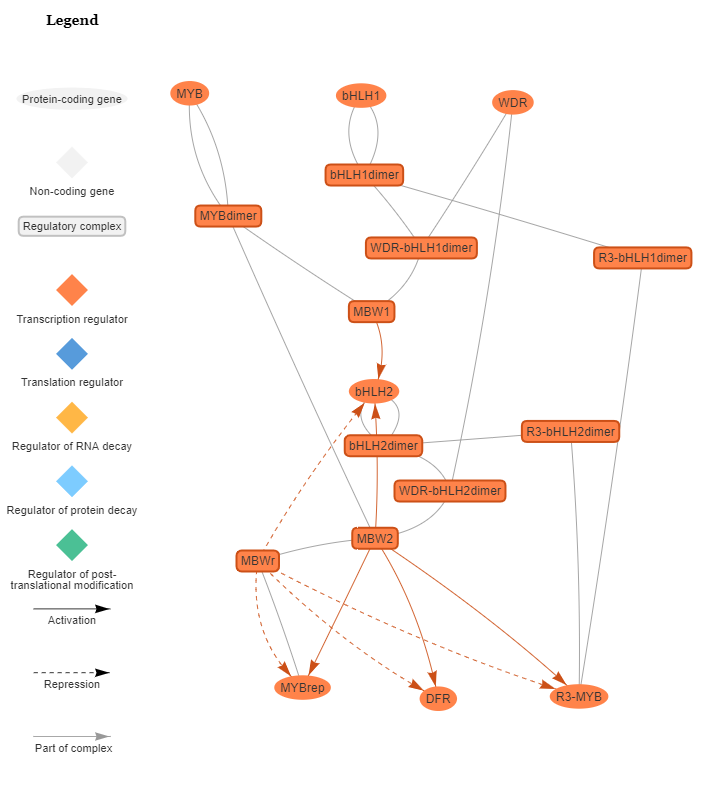 Legend
Protein-coding gene
Non-coding gene
Regulatory complex
Transcription regulator
Translation regulator
Regulator of RNA decay
Regulator of protein decay
Regulator of post-
translational modification
Activation
Repression
Part of complex
MYB
bHLH1
WDR
bHLH1dimer
MYBdimer
WDR-bHLH1dimer
R3-bHLH1dimer
MBW1
bHLH2
R3-bHLH2dimer
bHLH2dimer
WDR-bHLH2dimer
MBW2
MBWr
MYBrep
DFR
R3-MYB